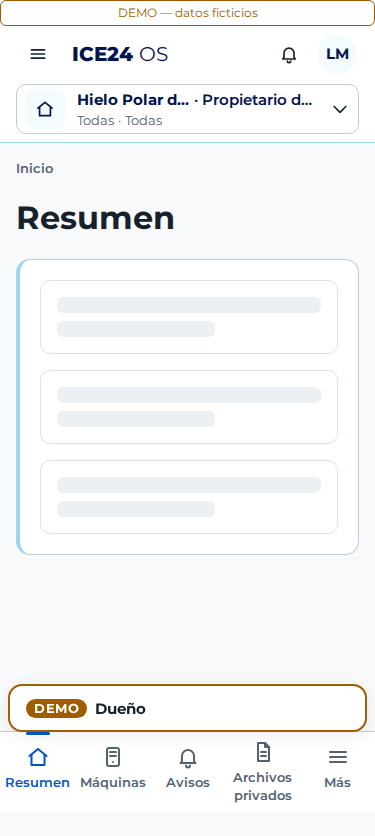 DEMO — datos ficticios
ICE24 OS
LM
Hielo Polar d... · Propietario d...
Todas · Todas
Inicio
Resumen
DEMO Dueño
Resumen
Máquinas
Avisos
Archivos
privados
Más